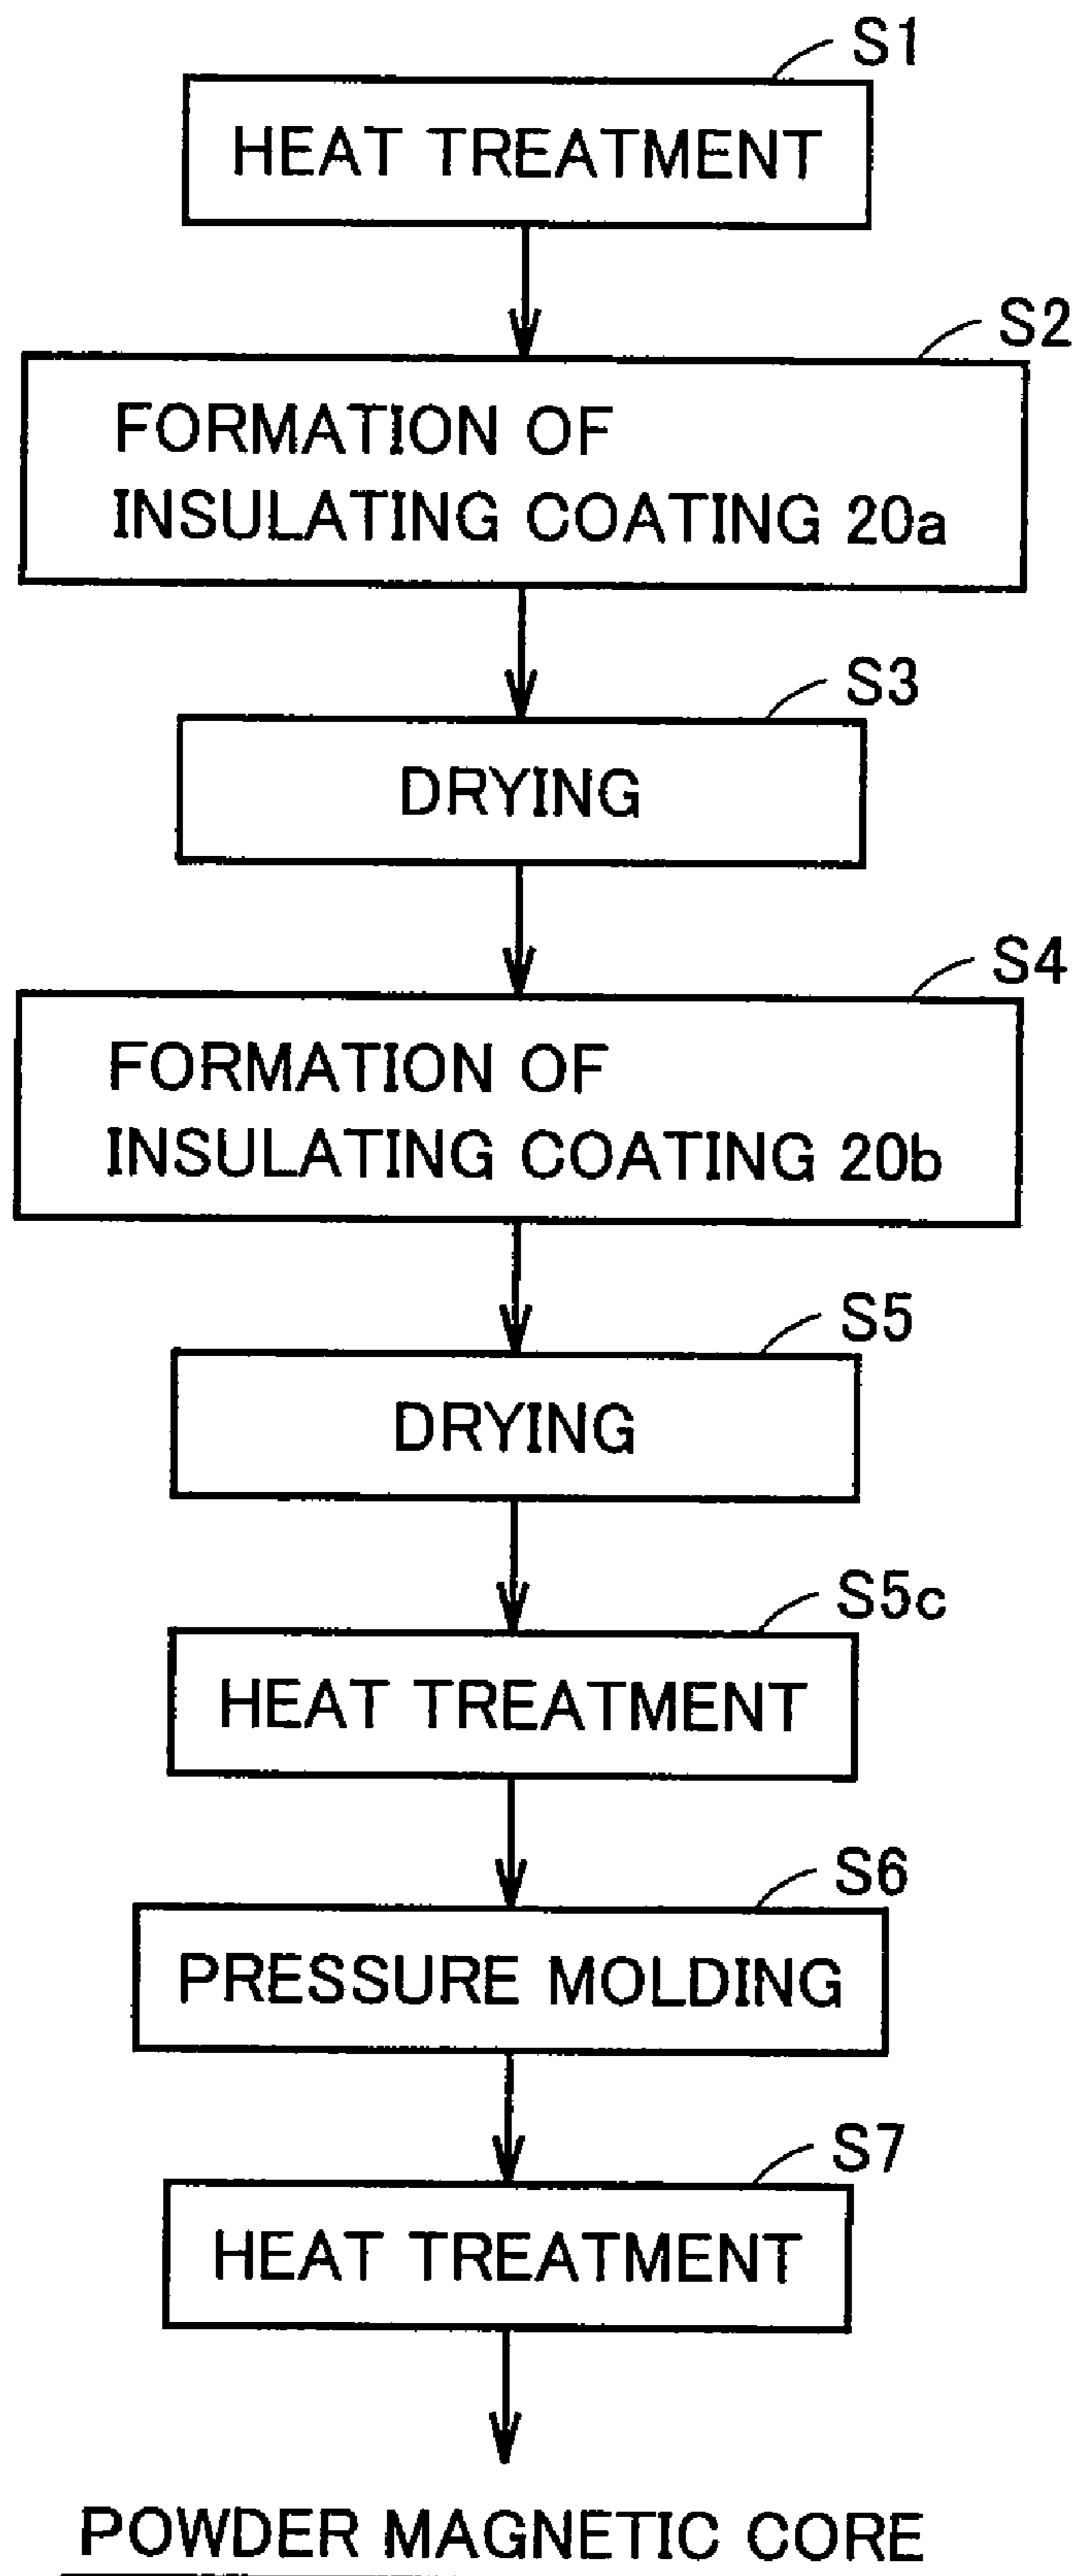 S1
HEAT TREATMENT
S2
FORMATION OF
INSULATING COATING 20a
S3
DRYING
S4
FORMATION OF
INSULATING COATING 20b
S5
DRYING
S5c
HEAT TREATMENT
S6
PRESSURE MOLDING
S7
HEAT TREATMENT
POWDER MAGNETIC CORE